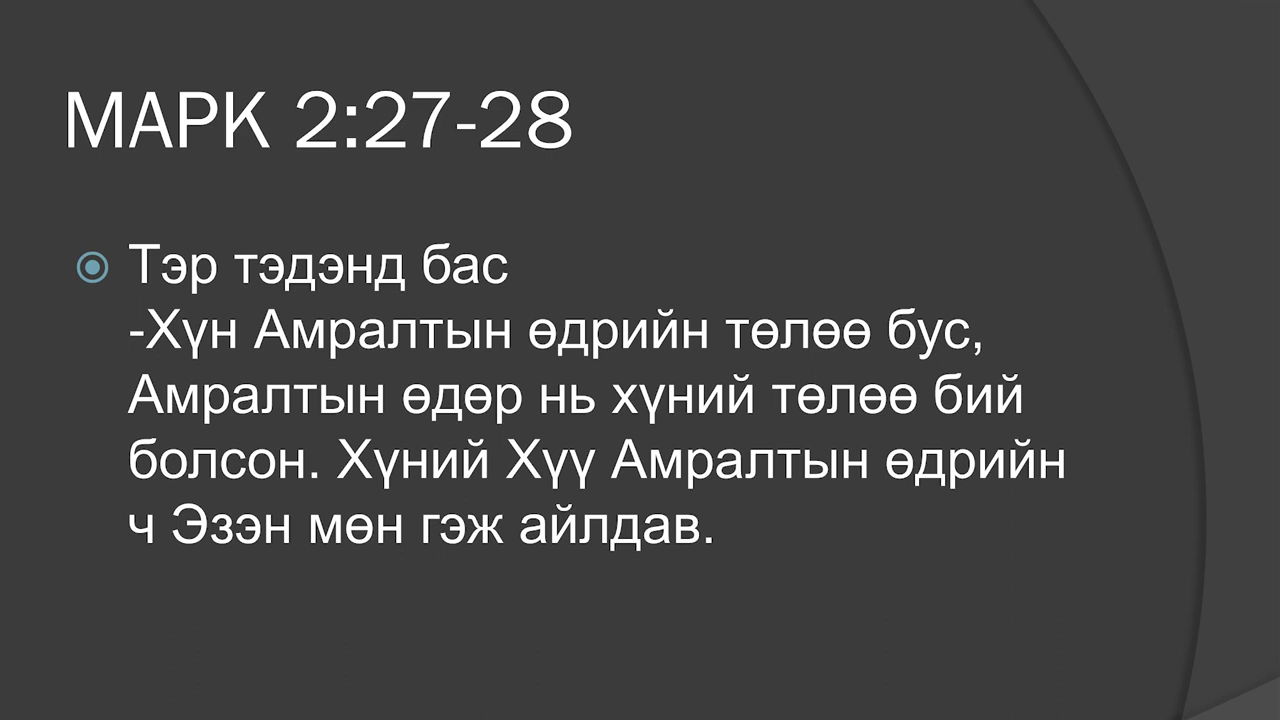 МАРК 2:27-28
Тэр тэдэнд бас
-Хүн Амралтын өдрийн төлөө бус,
Амралтын өдөр нь хүний төлөө бий
болсон. Хүний Хүү Амралтын өдрийн
ч Эзэн мөн гэж айлдав.